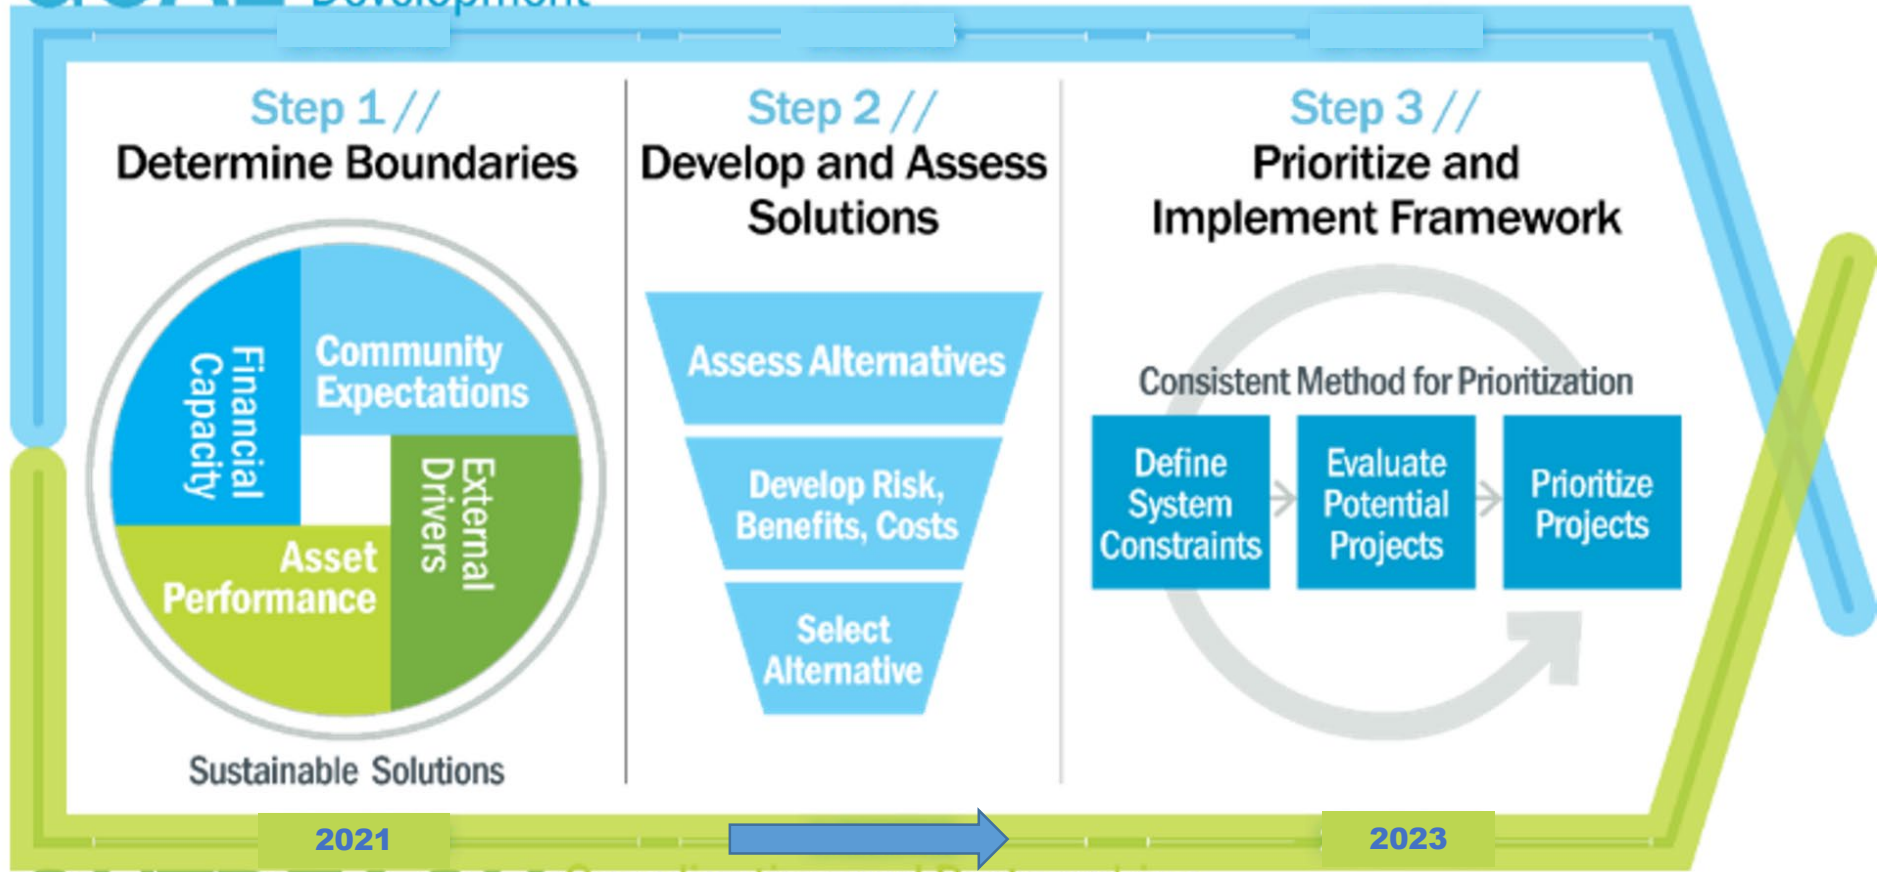 Development
Step 1 //
Determine Boundaries
Financial
Capacity
Community
Expectations
External
Drivers
Asset
Performance
Sustainable Solutions
Step 2 //
Develop and Assess
Solutions
Assess Alternatives
Develop Risk,
Benefits, Costs
Select
Alternative
Step 3 //
Prioritize and
Implement Framework
Consistent Method for Prioritization
Define
System
Constraints
Evaluate
Potential
Projects
Prioritize
Projects
2021
2023